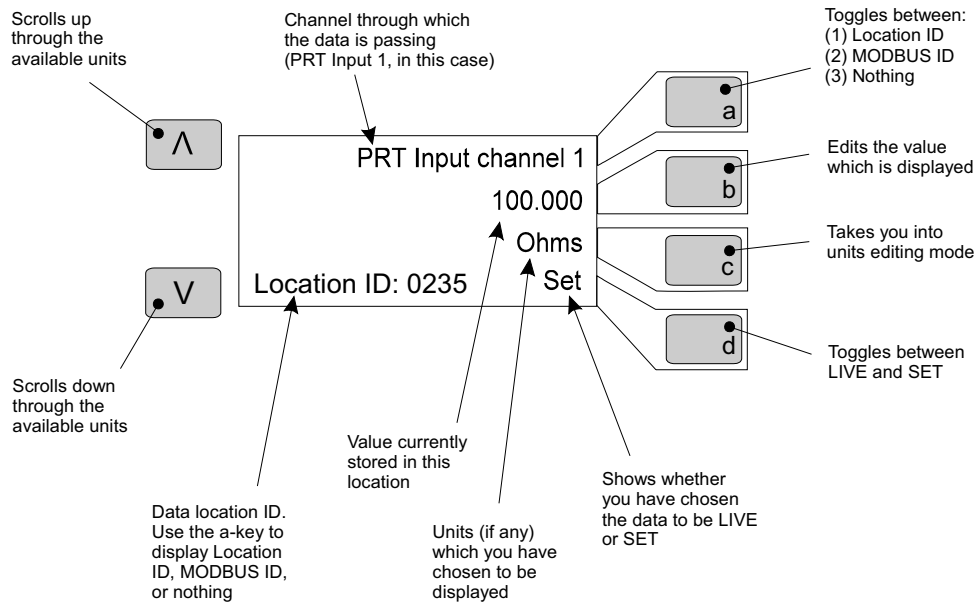 Scrolls up
through the
available units
Channel through which
the data is passing
(PRT Input 1, in this case)
Toggles between:
(1) Location ID
(2) MODBUS ID
(3) Nothing
Λ
PRT Input channel 1
100.000
Ohms
Location ID: 0235 Set
V
a
b
c
d
Edits the value
which is displayed
Takes you into
units editing mode
Toggles between
LIVE and SET
Scrolls down
through the
available units
Data location ID.
Use the a-key to
display Location
ID, MODBUS ID,
or nothing
Value currently
stored in this
location
Units (if any)
which you have
chosen to be
displayed
Shows whether
you have chosen
the data to be LIVE
or SET